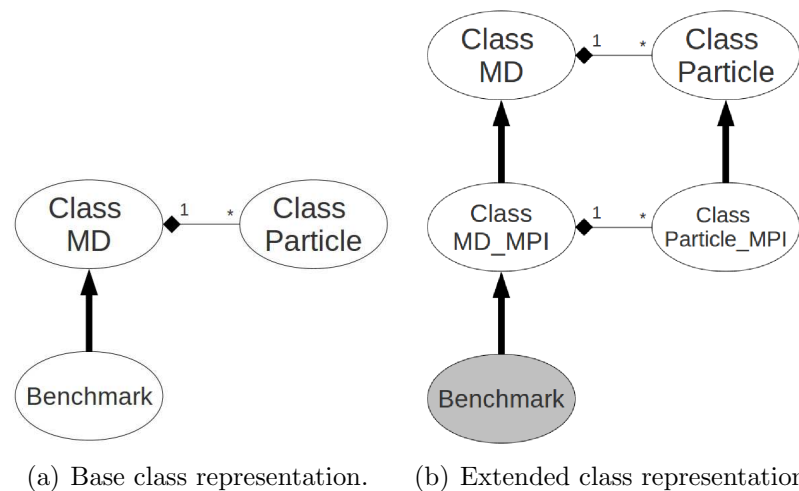 Class
MD
1
*
Class
Particle
Benchmark
(a) Base class representation.
Class
MD
1
*
Class
Particle
Class
MD_MPI
1
*
Class
Particle_MPI
Benchmark
(b) Extended class representation